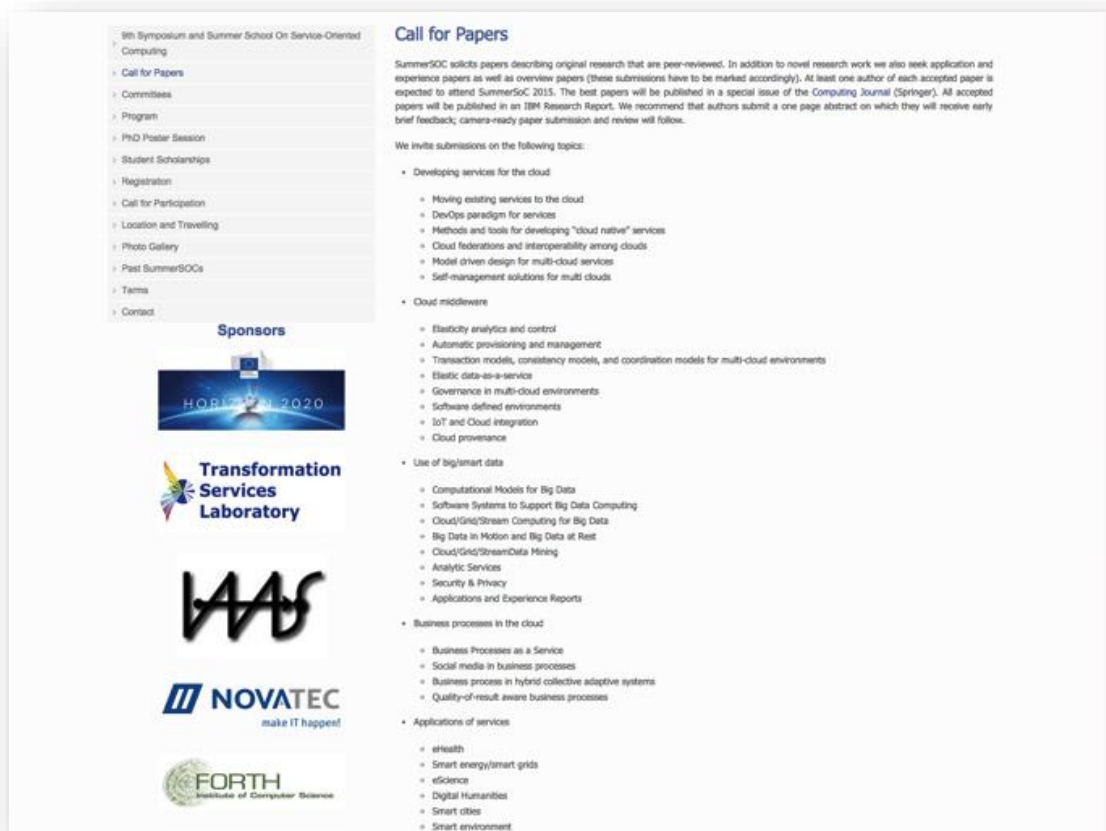 9th Symposium and Summer School On Service-Oriented
Computing
Call for Papers
Committees
Program
PhD Poster Session
Student Scholarships
Registration
Call for Participation
Location and Travelling
Photo Gallery
Past SummerSOCs
Terms
Contact
Sponsors
HORIZON 2020
Transformation
Services
Laboratory
IAAS
NOVATEC
make IT happen!
FORTH
Institute of Computer Science
Call for Papers
SummerSOC solicits papers describing original research that are peer-reviewed. In addition to novel research work we also seek application and
experience papers as well as overview papers (these submissions have to be marked accordingly). At least one author of each accepted paper is
expected to attend SummerSoC 2015. The best papers will be published in a special issue of the Computing Journal (Springer). All accepted
papers will be published in an IBM Research Report. We recommend that authors submit a one page abstract on which they will receive early
brief feedback; camera-ready paper submission and review will follow.
We invite submissions on the following topics:
Developing services for the cloud
Moving existing services to the cloud
DevOps paradigm for services
Methods and tools for developing "cloud native" services
Cloud federations and interoperability among clouds
Model driven design for multi-cloud services
Self-management solutions for multi clouds
Cloud middleware
Elasticity analytics and control
Automatic provisioning and management
Transaction models, consistency models, and coordination models for multi-cloud environments
Elastic data-as-a-service
Governance in multi-cloud environments
Software defined environments
IoT and Cloud integration
Cloud provenance
Use of big/smart data
Computational Models for Big Data
Software Systems to Support Big Data Computing
Cloud/Grid/Stream Computing for Big Data
Big Data in Motion and Big Data at Rest
Cloud/Grid/StreamData Mining
Analytic Services
Security & Privacy
Applications and Experience Reports
Business processes in the cloud
Business Processes as a Service
Social media in business processes
Business process in hybrid collective adaptive systems
Quality-of-result aware business processes
Applications of services
eHealth
Smart energy/smart grids
eScience
Digital Humanities
Smart cities
Smart environment